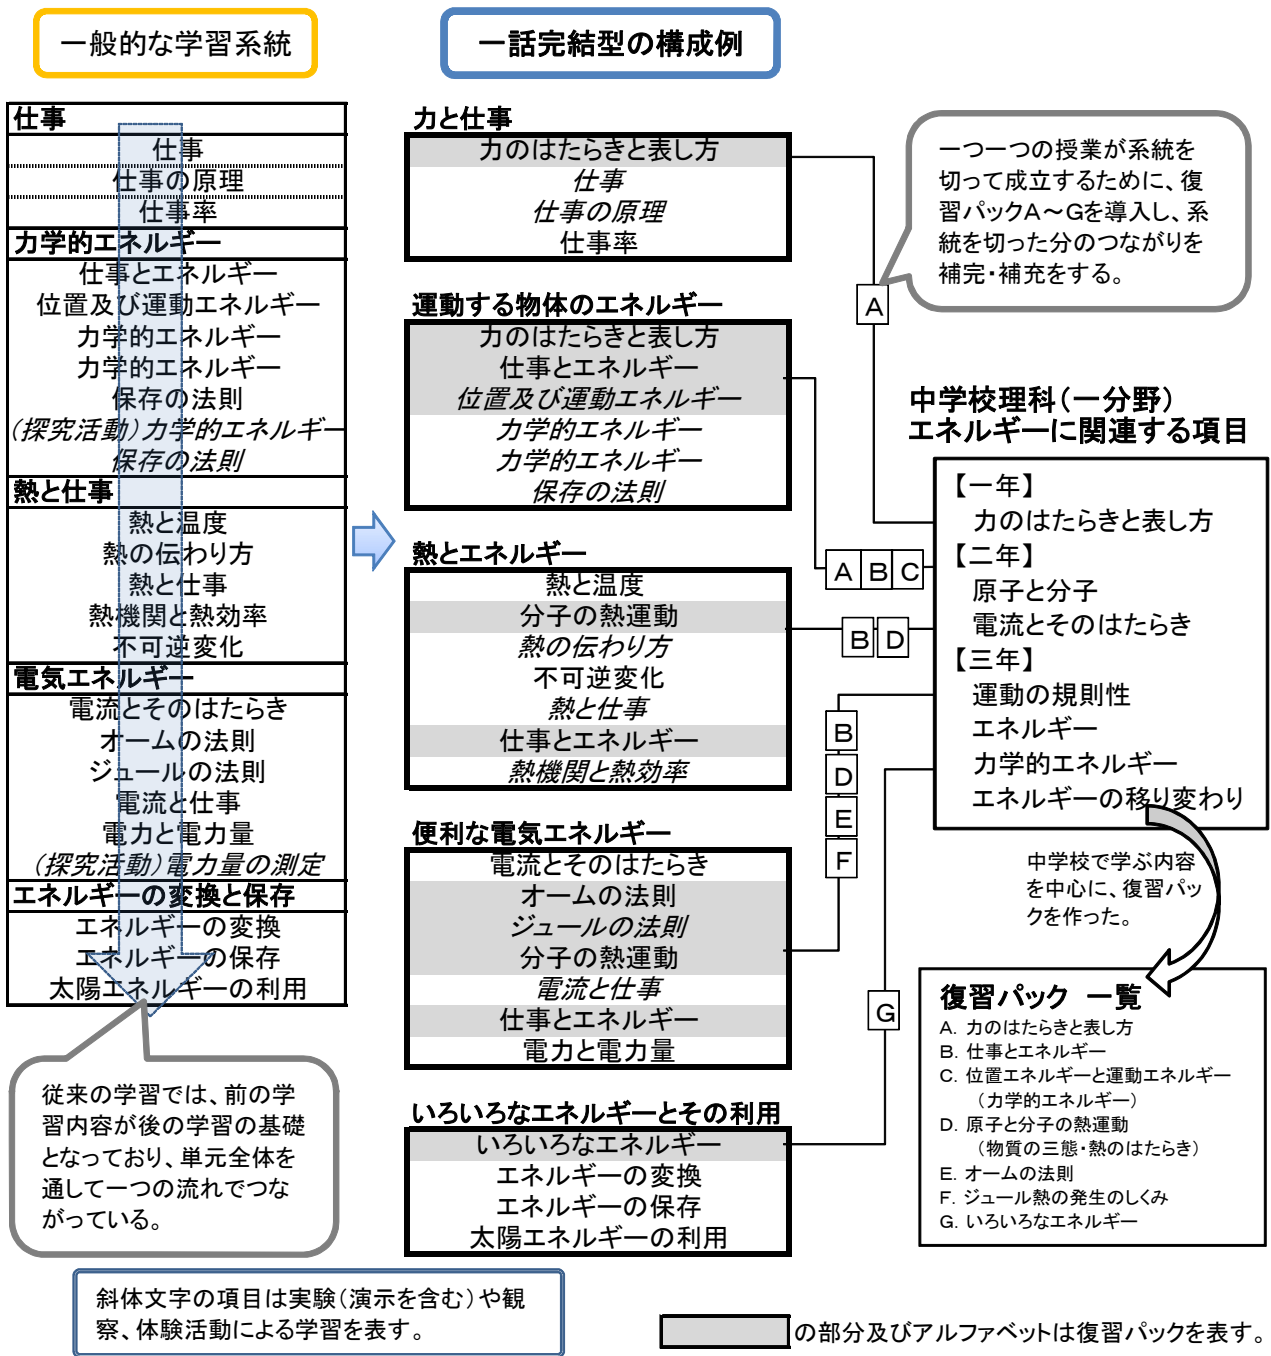 一般的な学習系統
一話完結型の構成例
仕事
仕事
仕事の原理
仕事率
力学的エネルギー
仕事とエネルギー
位置及び運動エネルギー
力学的エネルギー
力学的エネルギー
保存の法則
(探究活動)力学的エネルギー
保存の法則
熱と仕事
熱と温度
熱の伝わり方
熱と仕事
熱機関と熱効率
不可逆変化
電気エネルギー
電流とそのはたらき
オームの法則
ジュールの法則
電流と仕事
電力と電力量
(探究活動)電力量の測定
エネルギーの変換と保存
エネルギーの変換
エネルギーの保存
太陽エネルギーの利用
従来の学習では、前の学
習内容が後の学習の基礎
となっており、単元全体を
通して一つの流れでつな
がっている。
力と仕事
力のはたらきと表し方
仕事
仕事の原理
仕事率
運動する物体のエネルギー
力のはたらきと表し方
仕事とエネルギー
位置及び運動エネルギー
力学的エネルギー
力学的エネルギー
保存の法則
熱とエネルギー
熱と温度
分子の熱運動
熱の伝わり方
不可逆変化
熱と仕事
仕事とエネルギー
熱機関と熱効率
便利な電気エネルギー
電流とそのはたらき
オームの法則
ジュールの法則
分子の熱運動
電流と仕事
仕事とエネルギー
電力と電力量
いろいろなエネルギーとその利用
いろいろなエネルギー
エネルギーの変換
エネルギーの保存
太陽エネルギーの利用
一つ一つの授業が系統を
切って成立するために、復
習パックA～Gを導入し、系
統を切った分のつながりを
補完・補充をする。
A
A B C
B D
B
D
E
F
G
中学校理科(一分野)
エネルギーに関連する項目
【一年】
力のはたらきと表し方
【二年】
原子と分子
電流とそのはたらき
【三年】
運動の規則性
エネルギー
力学的エネルギー
エネルギーの移り変わり
中学校で学ぶ内容
を中心に、復習パッ
クを作った。
復習パック 一覧
A. 力のはたらきと表し方
B. 仕事とエネルギー
C. 位置エネルギーと運動エネルギー
(力学的エネルギー)
D. 原子と分子の熱運動
(物質の三態・熱のはたらき)
E. オームの法則
F. ジュール熱の発生のしくみ
G. いろいろなエネルギー
斜体文字の項目は実験(演示を含む)や観
察、体験活動による学習を表す。
の部分及びアルファベットは復習パックを表す。